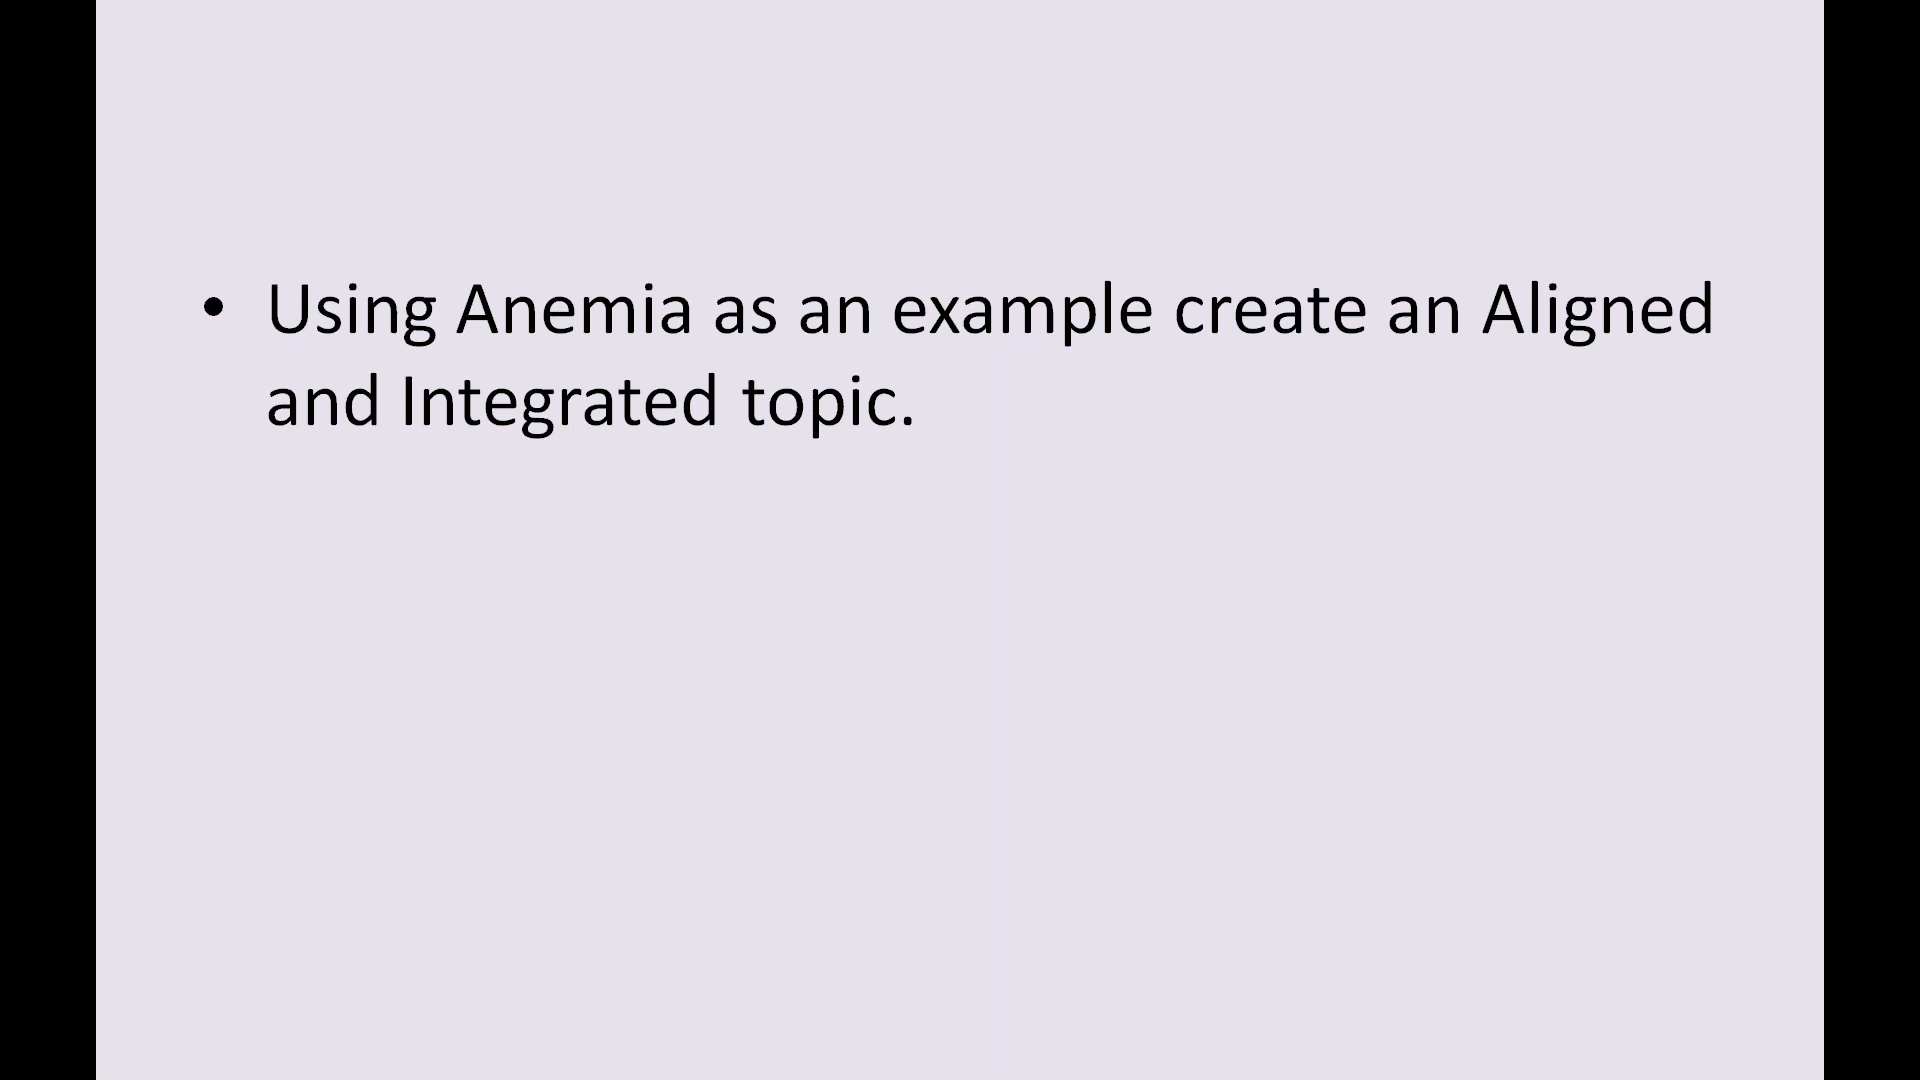 • Using Anemia as an example create an Aligned
and Integrated topic.